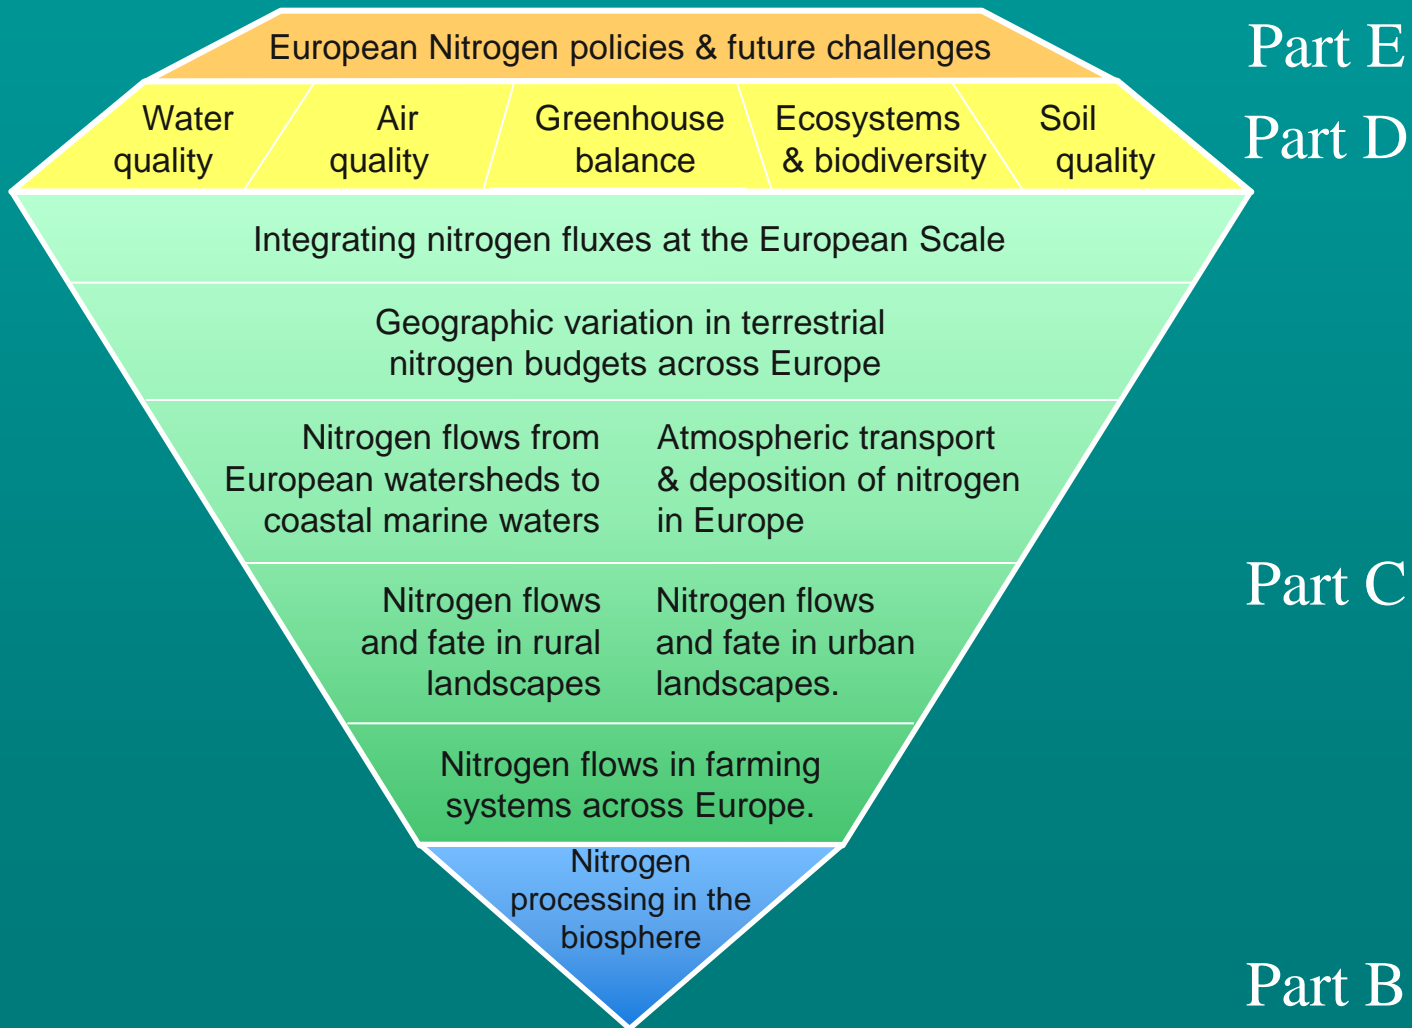 European Nitrogen policies & future challenges
Part E
Water
quality
Air
quality
Greenhouse
balance
Ecosystems
& biodiversity
Soil
quality
Part D
Integrating nitrogen fluxes at the European Scale
Geographic variation in terrestrial
nitrogen budgets across Europe
Nitrogen flows from
European watersheds to
coastal marine waters
Atmospheric transport
& deposition of nitrogen
in Europe
Nitrogen flows
and fate in rural
landscapes
Nitrogen flows
and fate in urban
landscapes.
Part C
Nitrogen flows in farming
systems across Europe.
Nitrogen
processing in the
biosphere
Part B